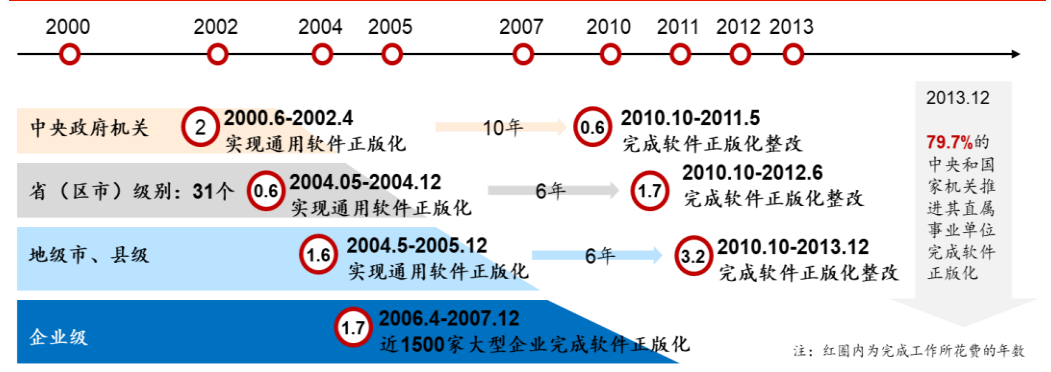 2000 2002 2004 2005 2007 2010 2011 2012 2013
中央政府机关
2
2000.6-2002.4
实现通用软件正版化
10年
0.6
2010.10-2011.5
完成软件正版化整改
省（区市）级别：31个
0.6
2004.05-2004.12
实现通用软件正版化
6年
1.7
2010.10-2012.6
完成软件正版化整改
地级市、县级
1.6
2004.5-2005.12
实现通用软件正版化
6年
3.2
2010.10-2013.12
完成软件正版化整改
企业级
1.7
2006.4-2007.12
近1500家大型企业完成软件正版化
2013.12
79.7%的
中央和国
家机关推
进其直属
事业单位
完成软件
正版化
注：红圈内为完成工作所花费的年数